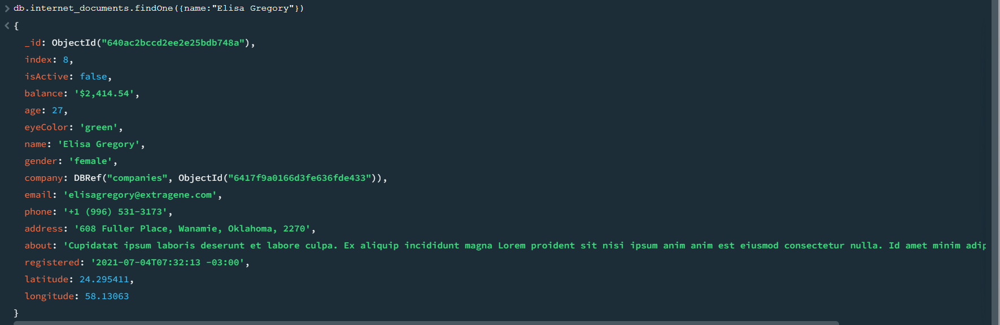 db.internet_documents.findOne({name:"Elisa Gregory"})
{
_id: ObjectId("640ac2bccd2ee2e25bdb748a"),
index: 8,
isActive: false,
balance: '$2,414.54',
age: 27,
eyeColor: 'green',
name: 'Elisa Gregory',
gender: 'female',
company: DBRef("companies", ObjectId("6417f9a0166d3fe636fde433")),
email: 'elisagregory@extragene.com',
phone: '+1 (996) 531-3173',
address: '608 Fuller Place, Wanamie, Oklahoma, 2270',
about: 'Cupidatat ipsum laboris deserunt et labore culpa. Ex aliquip incididunt magna Lorem proident sit nisi ipsum anim anim est eiusmod consectetur nulla. Id amet minim adip
registered: '2021-07-04T07:32:13 -03:00',
latitude: 24.295411,
longitude: 58.13063
}